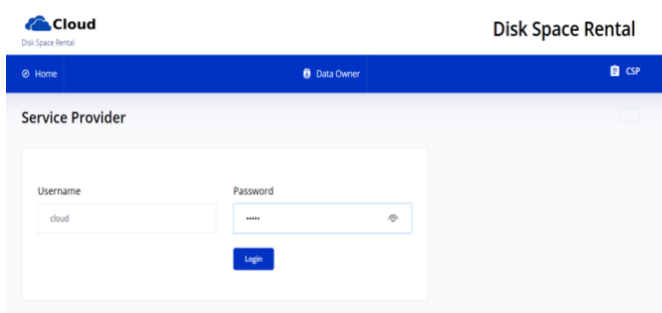 Cloud
Disk Space Rental
Disk Space Rental
Home
Data Owner
CSP
Service Provider
Username
Password
cloud
•••••
Login